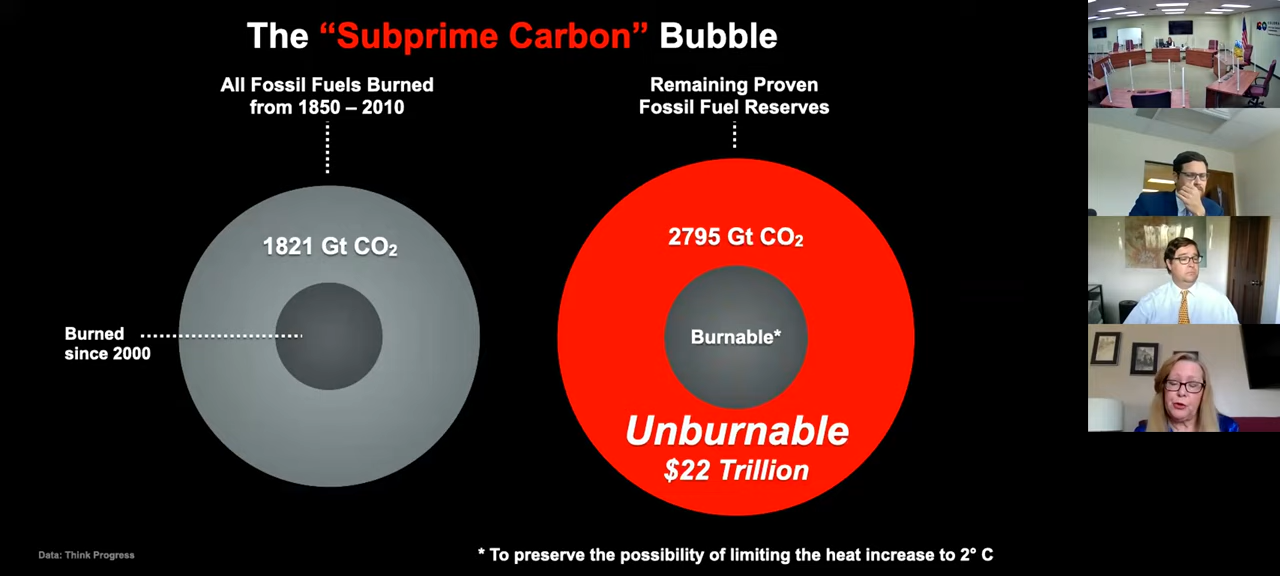 The “Subprime Carbon” Bubble
All Fossil Fuels Burned
from 1850 – 2010
Remaining Proven
Fossil Fuel Reserves
1821 Gt CO₂
2795 Gt CO₂
Burned
since 2000
Burnable*
Unburnable
$22 Trillion
Data: Think Progress
* To preserve the possibility of limiting the heat increase to 2° C